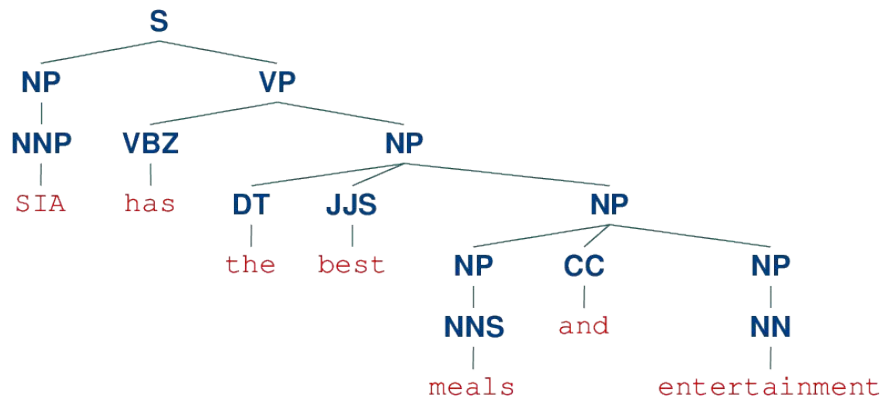 S
NP VP
NNP VBZ NP
SIA has DT JJS NP
the best NP CC NP
NNS and NN
meals entertainment